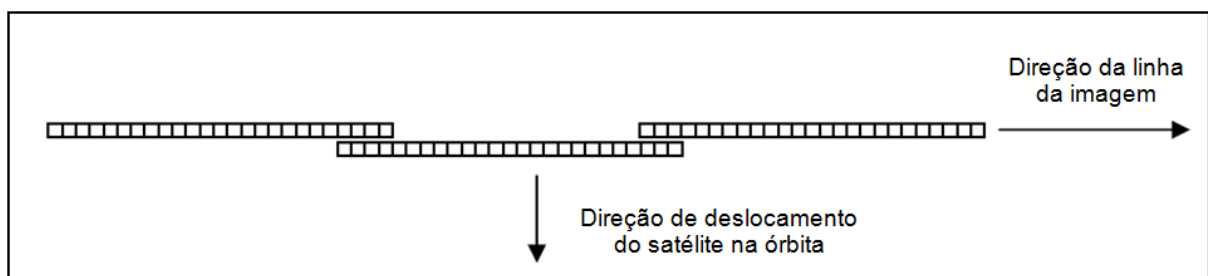 Direção da linha
da imagem
Direção de deslocamento
do satélite na órbita